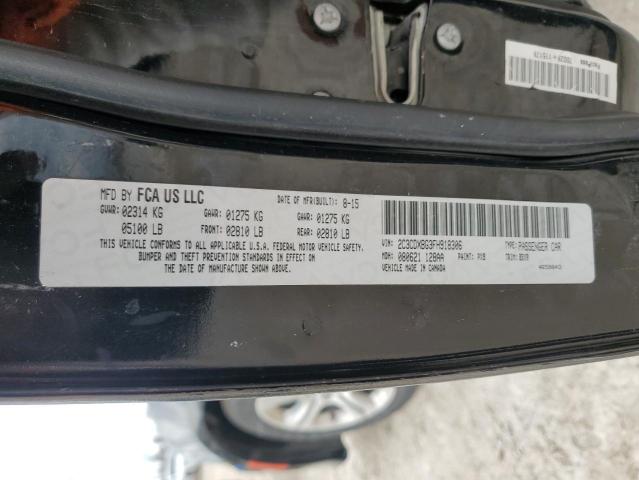 MFD BY FCA US LLC DATE OF MFR(BUILT): 8-15
GVWR: 02314 KG GAWR: 01275 KG GAWR: 01275 KG
05100 LB FRONT: 02810 LB REAR: 02810 LB
THIS VEHICLE CONFORMS TO ALL APPLICABLE U.S.A. FEDERAL MOTOR VEHICLE SAFETY,
BUMPER AND THEFT PREVENTION STANDARDS IN EFFECT ON
THE DATE OF MANUFACTURE SHOWN ABOVE.
VIN: 2C3CDXBG3FH818306 TYPE: PASSENGER CAR
MDH: 080621 128AA PAINT: PX8 TRIM:
VEHICLE MADE IN CANADA